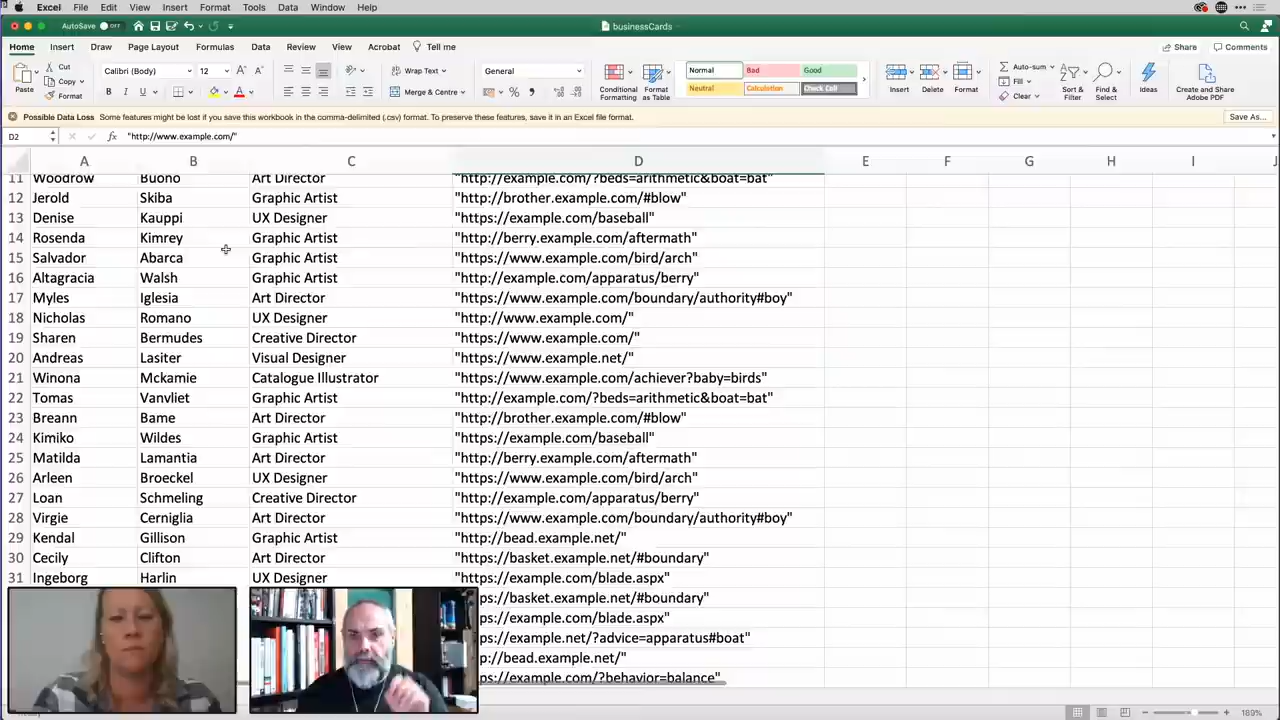 Excel File Edit View Insert Format Tools Data Window Help
AutoSave OFF businessCards
Home Insert Draw Page Layout Formulas Data Review View Acrobat Tell me Share Comments
Paste Cut Copy Format Calibri (Body) 12 A A Wrap Text General Normal Bad Good Auto-sum
B I U A Merge & Centre % Conditional Formatting Format as Table Neutral Calculation Check Cell Insert Delete Format Fill Clear Sort & Filter Find & Select Ideas Create and Share Adobe PDF
Possible Data Loss Some features might be lost if you save this workbook in the comma-delimited (.csv) format. To preserve these features, save it in an Excel file format. Save As...
D2 fx "http://www.example.com/"
A B C D E F G H I J
11 Woodrow Buono Art Director "http://example.com/?beds=arithmetic&boat=bat"
12 Jerold Skiba Graphic Artist "http://brother.example.com/#blow"
13 Denise Kauppi UX Designer "https://example.com/baseball"
14 Rosenda Kimrey Graphic Artist "http://berry.example.com/aftermath"
15 Salvador Abarca Graphic Artist "https://www.example.com/bird/arch"
16 Altagracia Walsh Graphic Artist "http://example.com/apparatus/berry"
17 Myles Iglesia Art Director "https://www.example.com/boundary/authority#boy"
18 Nicholas Romano UX Designer "http://www.example.com/"
19 Sharen Bermudes Creative Director "https://www.example.com/"
20 Andreas Lasiter Visual Designer "https://www.example.net/"
21 Winona Mckamie Catalogue Illustrator "https://www.example.com/achiever?baby=birds"
22 Tomas Vanvliet Graphic Artist "http://example.com/?beds=arithmetic&boat=bat"
23 Breann Bame Art Director "http://brother.example.com/#blow"
24 Kimiko Wildes Graphic Artist "https://example.com/baseball"
25 Matilda Lamantia Art Director "http://berry.example.com/aftermath"
26 Arleen Broeckel UX Designer "https://www.example.com/bird/arch"
27 Loan Schmeling Creative Director "http://example.com/apparatus/berry"
28 Virgie Cerniglia Art Director "https://www.example.com/boundary/authority#boy"
29 Kendal Gillison Graphic Artist "http://bead.example.net/"
30 Cecily Clifton Art Director "https://basket.example.net/#boundary"
31 Ingeborg Harlin UX Designer "https://example.com/blade.aspx"
ps://basket.example.net/#boundary"
ps://example.com/blade.aspx"
ps://example.net/?advice=apparatus#boat"
p://bead.example.net/"
ps://example.com/?behavior=balance"
189%